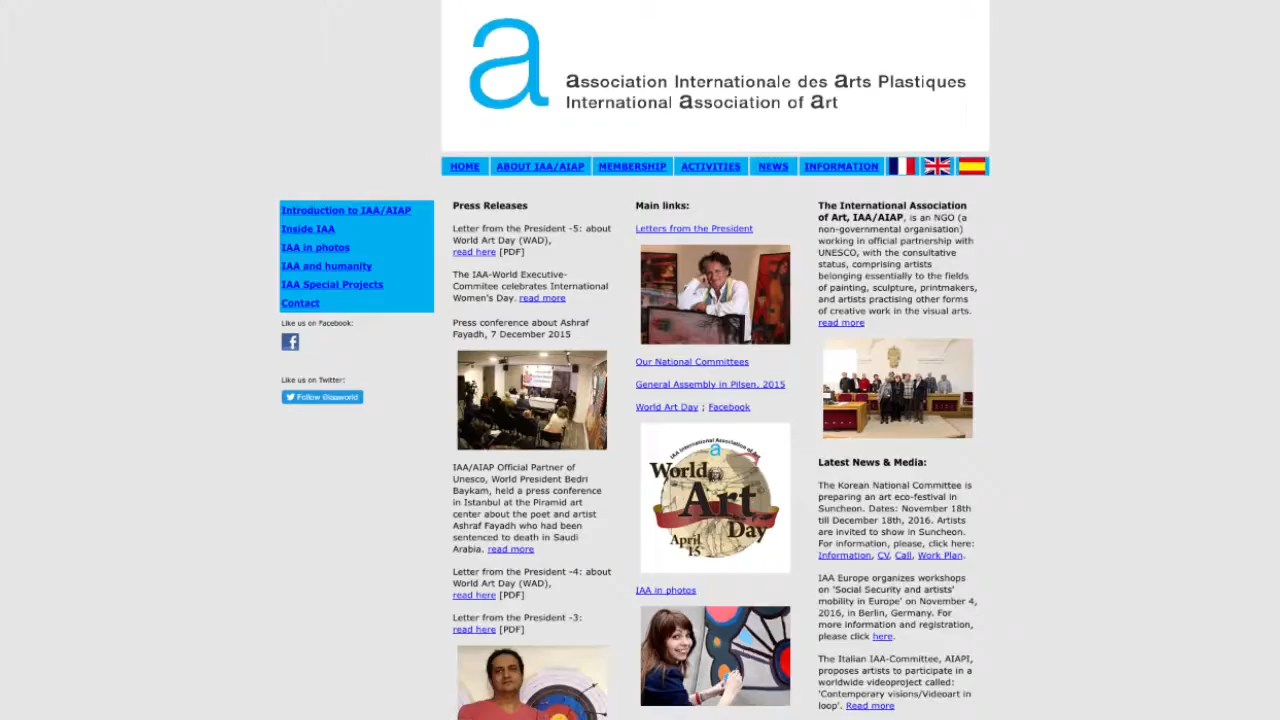 a
association Internationale des arts Plastiques
International association of art
HOME
ABOUT IAA/AIAP
MEMBERSHIP
ACTIVITIES
NEWS
INFORMATION
Introduction to IAA/AIAP
Inside IAA
IAA in photos
IAA and humanity
IAA Special Projects
Contact
Like us on Facebook:
f
Like us on Twitter:
Follow @iaaworld
Press Releases
Letter from the President -5: about
World Art Day (WAD),
read here [PDF]
The IAA-World Executive-
Commitee celebrates International
Women's Day. read more
Press conference about Ashraf
Fayadh, 7 December 2015
IAA/AIAP Official Partner of
Unesco, World President Bedri
Baykam, held a press conference
in Istanbul at the Piramid art
center about the poet and artist
Ashraf Fayadh who had been
sentenced to death in Saudi
Arabia. read more
Letter from the President -4: about
World Art Day (WAD),
read here [PDF]
Letter from the President -3:
read here [PDF]
Main links:
Letters from the President
Our National Committees
General Assembly in Pilsen, 2015
World Art Day ; Facebook
IAA International Association of Art
a
World
Art
Day
April
15
IAA in photos
The International Association
of Art, IAA/AIAP, is an NGO (a
non-governmental organisation)
working in official partnership with
UNESCO, with the consultative
status, comprising artists
belonging essentially to the fields
of painting, sculpture, printmakers,
and artists practising other forms
of creative work in the visual arts.
read more
Latest News & Media:
The Korean National Committee is
preparing an art eco-festival in
Suncheon. Dates: November 18th
till December 18th, 2016. Artists
are invited to show in Suncheon.
For information, please, click here:
Information, CV, Call, Work Plan.
IAA Europe organizes workshops
on 'Social Security and artists'
mobility in Europe' on November 4,
2016, in Berlin, Germany. For
more information and registration,
please click here.
The Italian IAA-Committee, AIAPI,
proposes artists to participate in a
worldwide videoproject called:
'Contemporary visions/Videoart in
loop'. Read more